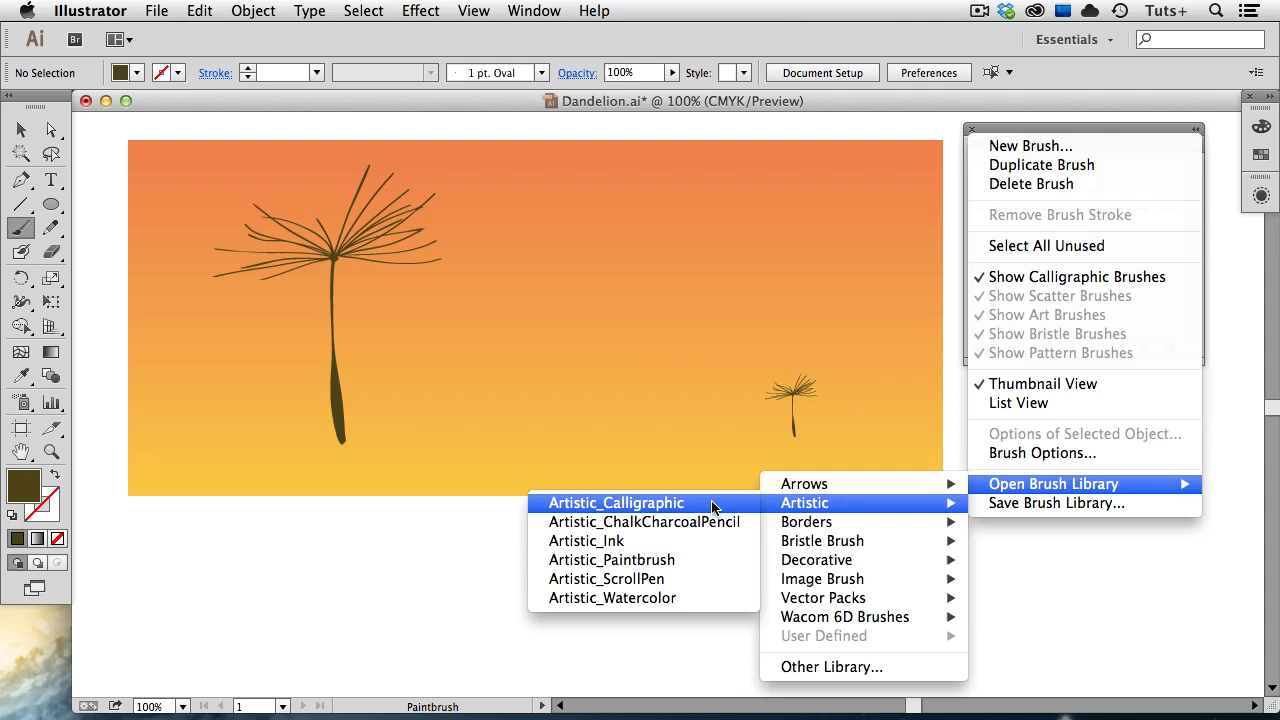 Illustrator File Edit Object Type Select Effect View Window Help Tuts+
Ai Br Essentials
No Selection Stroke: 1 pt. Oval Opacity: 100% Style: Document Setup Preferences
Dandelion.ai* @ 100% (CMYK/Preview)
New Brush...
Duplicate Brush
Delete Brush
Remove Brush Stroke
Select All Unused
Show Calligraphic Brushes
Show Scatter Brushes
Show Art Brushes
Show Bristle Brushes
Show Pattern Brushes
Thumbnail View
List View
Options of Selected Object...
Brush Options...
Open Brush Library
Save Brush Library...
Arrows
Artistic
Borders
Bristle Brush
Decorative
Image Brush
Vector Packs
Wacom 6D Brushes
User Defined
Other Library...
Artistic_Calligraphic
Artistic_ChalkCharcoalPencil
Artistic_Ink
Artistic_Paintbrush
Artistic_ScrollPen
Artistic_Watercolor
100% 1 Paintbrush